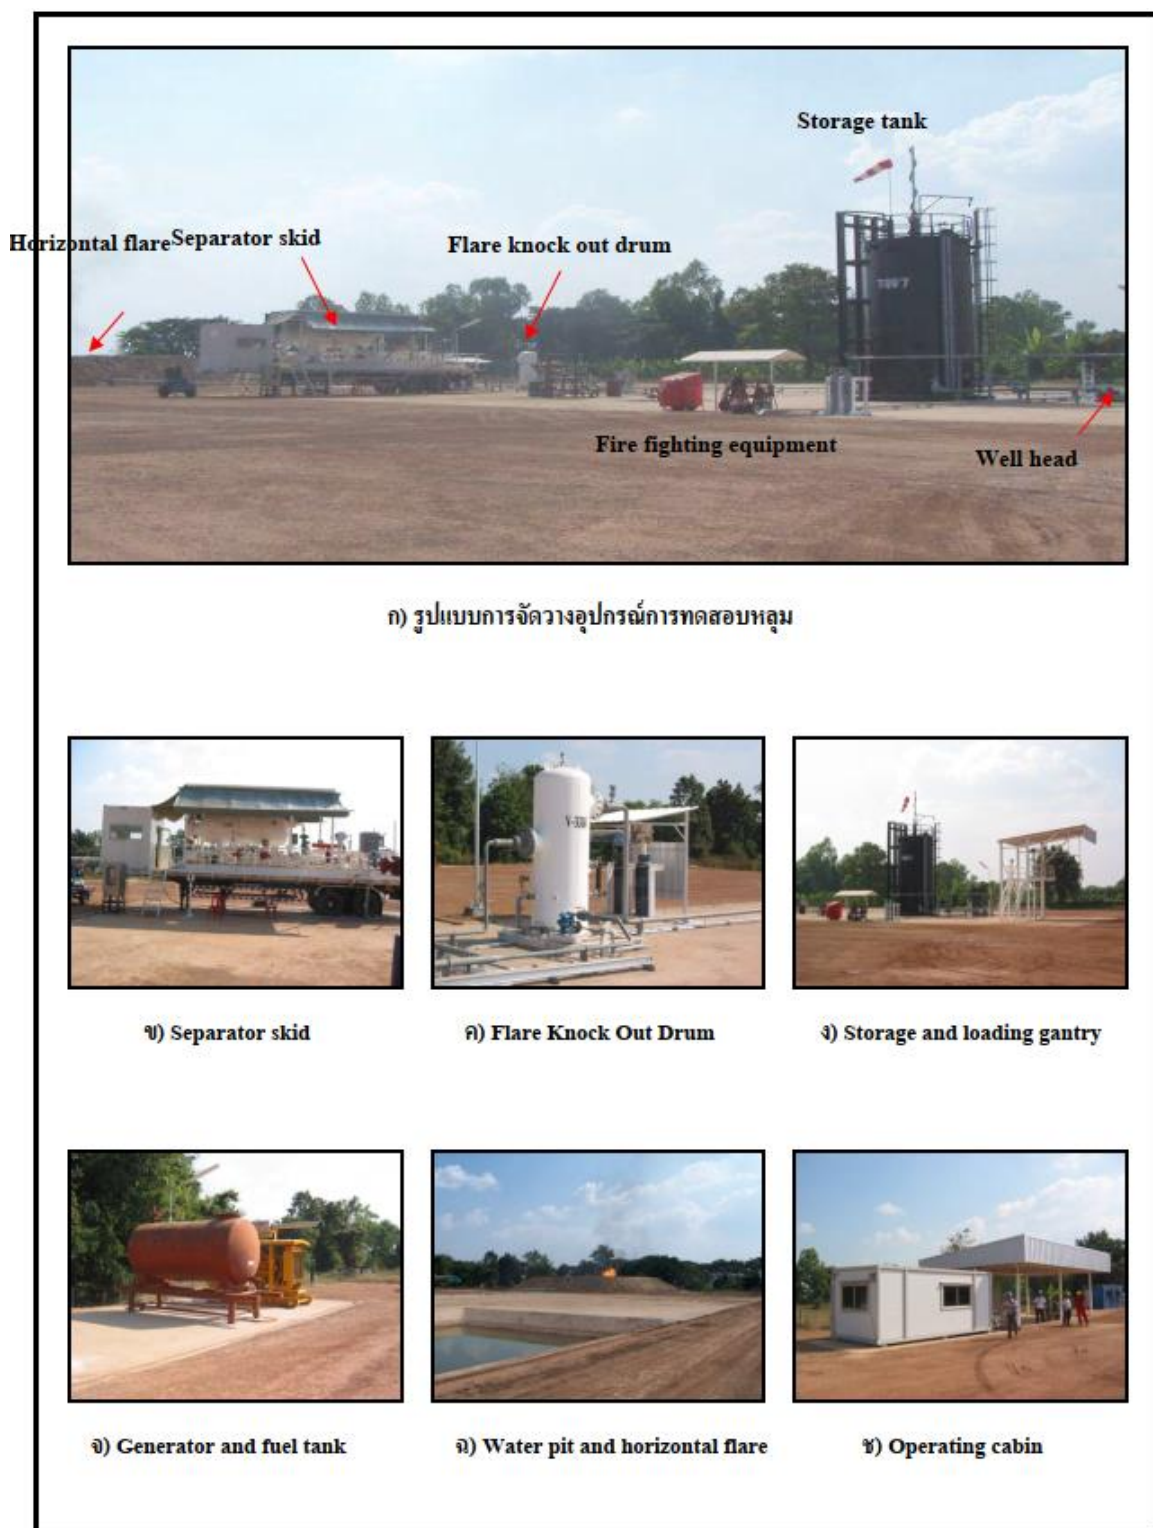 Storage tank
Horizontal flare
Separator skid
Flare knock out drum
Fire fighting equipment
Well head
ก) รูปแบบการจัดวางอุปกรณ์การทดสอบหลุม
ข) Separator skid
ค) Flare Knock Out Drum
ง) Storage and loading gantry
จ) Generator and fuel tank
ฉ) Water pit and horizontal flare
ช) Operating cabin